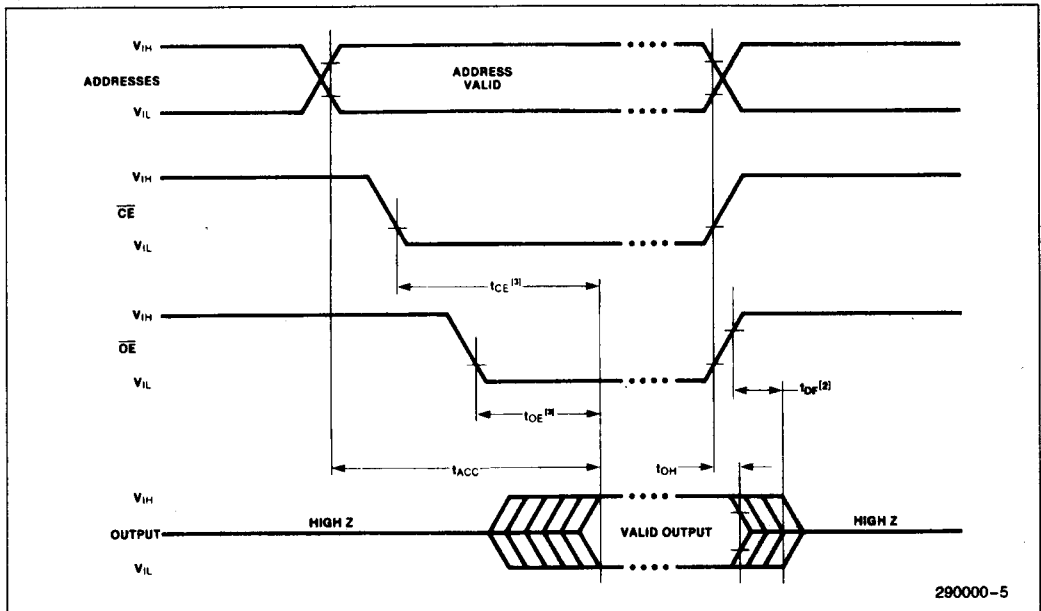 VIH
ADDRESSES
ADDRESS
VALID
VIL
VIH
CE
VIL
tCE[3]
VIH
OE
VIL
tDF[2]
tOE[3]
tACC
tOH
VIH
HIGH Z
OUTPUT
VALID OUTPUT
HIGH Z
VIL
290000-5